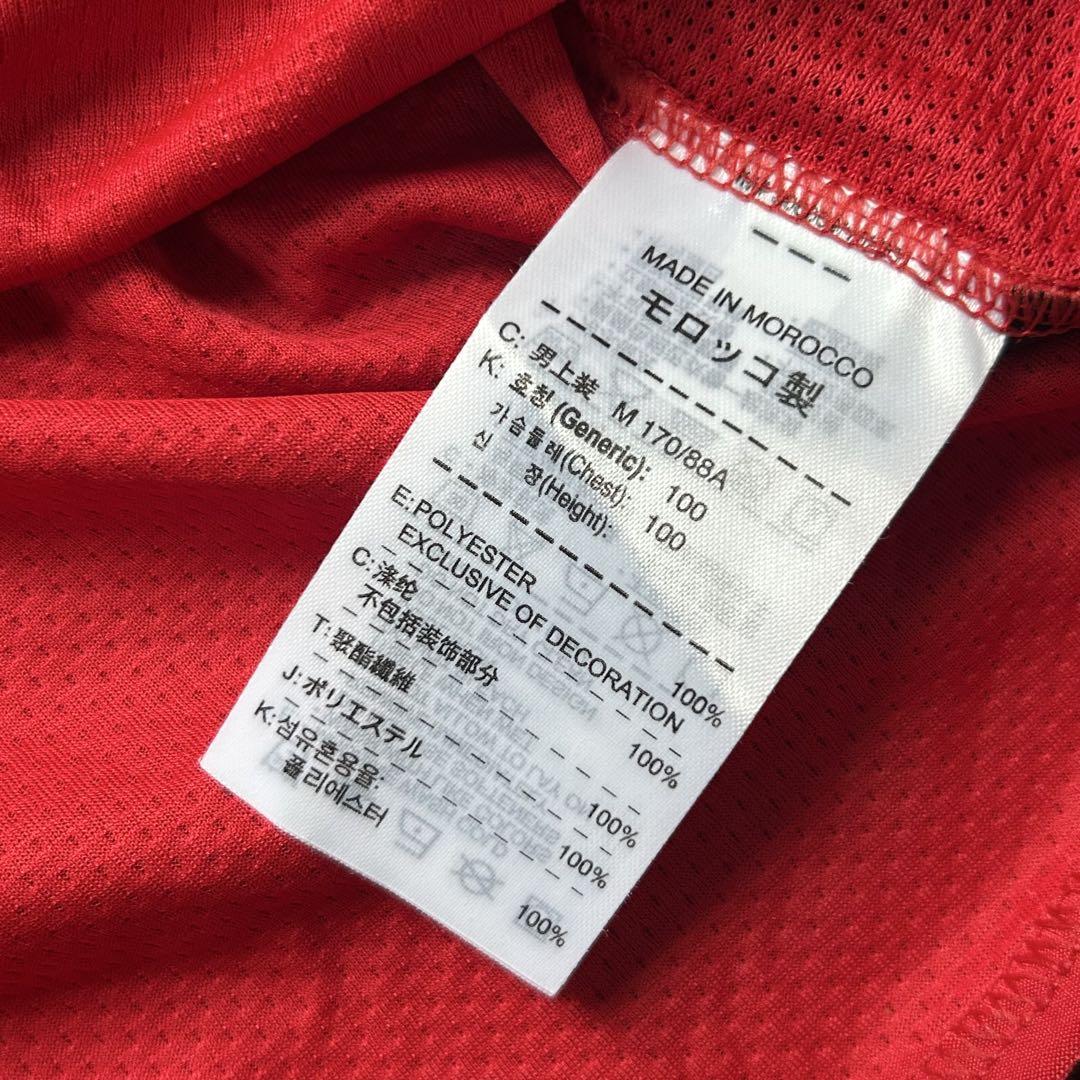 MADE IN MOROCCO
モロッコ製
C: 男上装 M 170/88A
K: 호칭(Generic): 100
가슴둘레(Chest): 100
신 장(Height):
E: POLYESTER 100%
EXCLUSIVE OF DECORATION
C: 涤纶 100%
不包括装饰部分
T: 聚酯纖維 100%
J: ポリエステル 100%
K: 섬유혼용율:
폴리에스터 100%